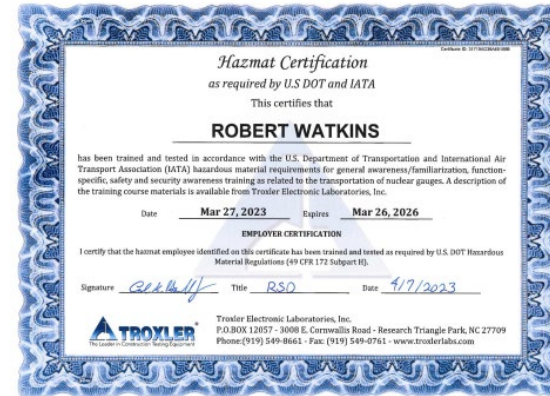 Hazmat Certification
as required by U.S DOT and IATA
This certifies that
ROBERT WATKINS
has been trained and tested in accordance with the U.S. Department of Transportation and International Air
Transport Association (IATA) hazardous material requirements for general awareness/familiarization, function-
specific, safety and security awareness training as related to the transportation of nuclear gauges. A description of
the training course materials is available from Troxler Electronic Laboratories, Inc.
Date Mar 27, 2023 Expires Mar 26, 2026
EMPLOYER CERTIFICATION
I certify that the hazmat employee identified on this certificate has been trained and tested as required by U.S. DOT Hazardous
Material Regulations (49 CFR 172 Subpart H).
Signature Title RSO Date 4/7/2023
TROXLER
The Leader in Construction Testing Equipment
Troxler Electronic Laboratories, Inc.
P.O.BOX 12057 - 3008 E. Cornwallis Road - Research Triangle Park, NC 27709
Phone:(919) 549-8661 - Fax: (919) 549-0761 - www.troxlerlabs.com